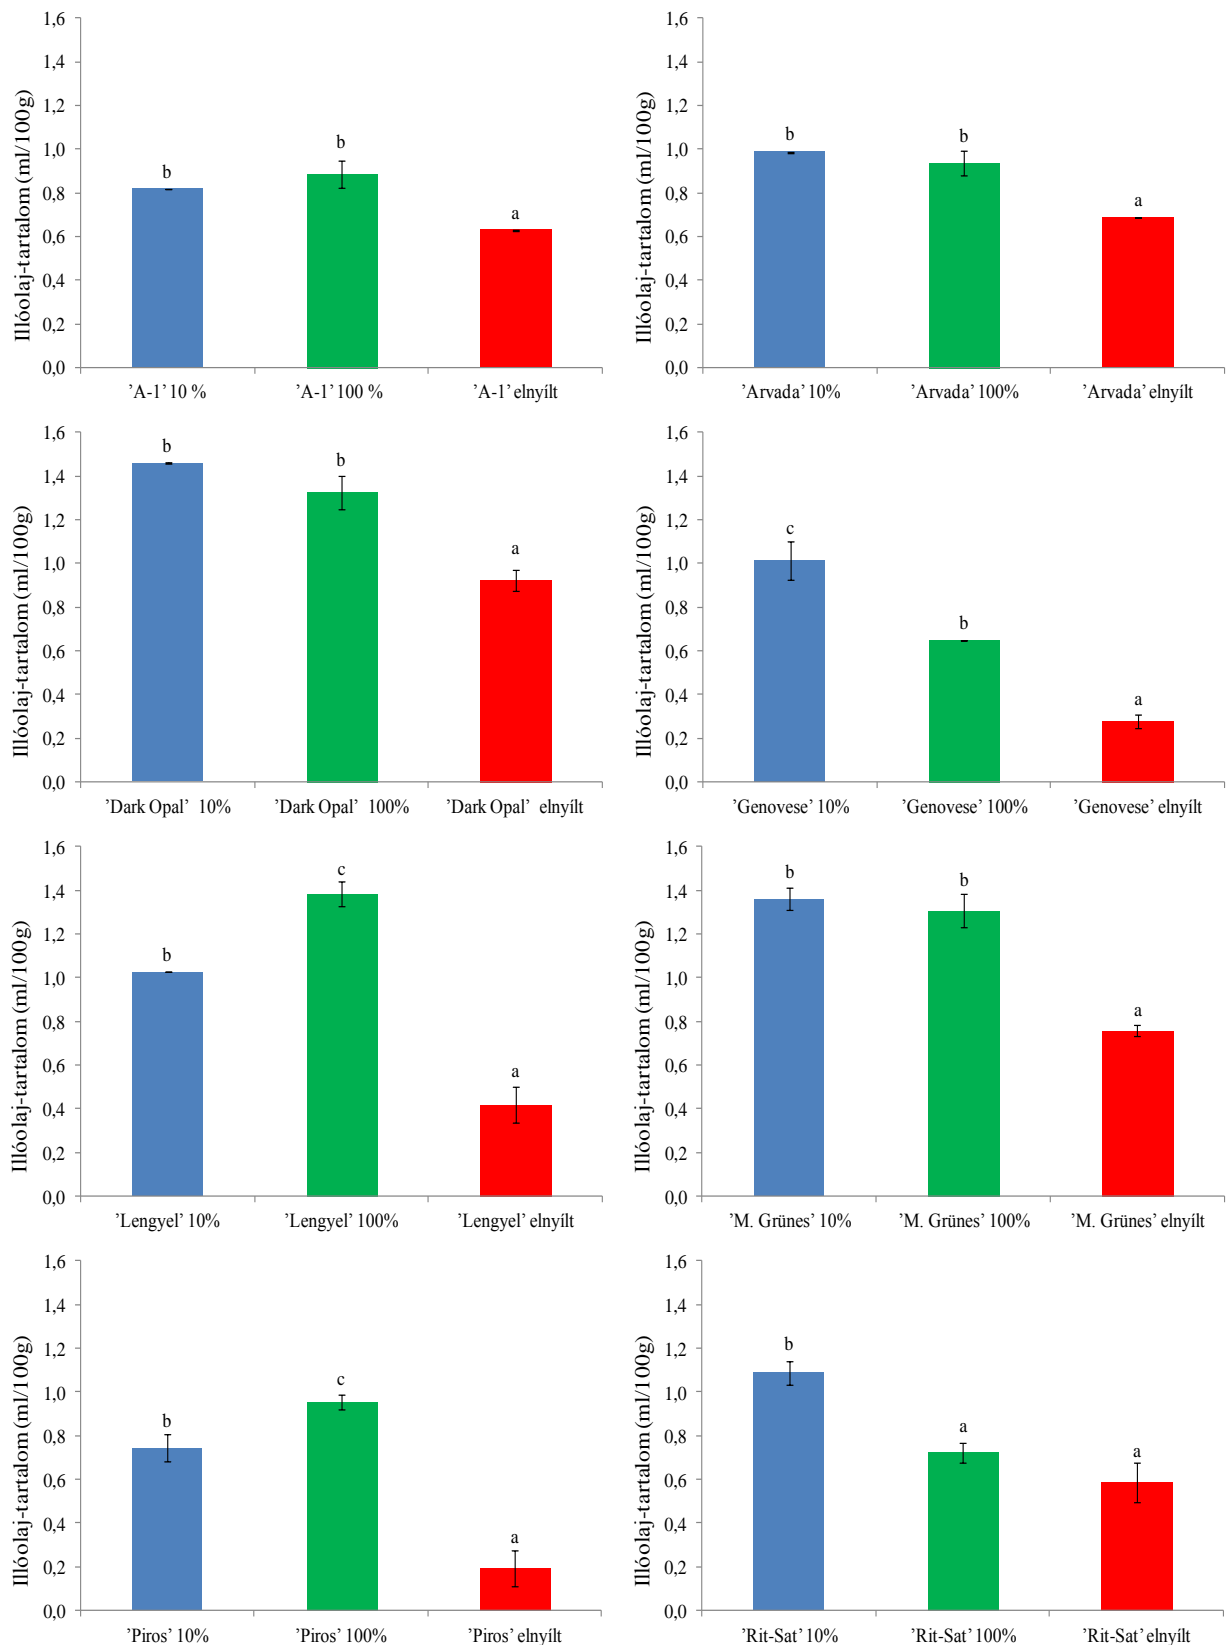 Illóolaj-tartalom (ml/100g)
1,6
1,4
1,2
1,0
0,8
0,6
0,4
0,2
0,0
b
b
a
’A-1’ 10 %
’A-1’ 100 %
’A-1’ elnyílt
Illóolaj-tartalom (ml/100g)
1,6
1,4
1,2
1,0
0,8
0,6
0,4
0,2
0,0
b
b
a
’Arvada’ 10%
’Arvada’ 100%
’Arvada’ elnyílt
Illóolaj-tartalom (ml/100g)
1,6
1,4
1,2
1,0
0,8
0,6
0,4
0,2
0,0
b
b
a
’Dark Opal’ 10%
’Dark Opal’ 100%
’Dark Opal’ elnyílt
Illóolaj-tartalom (ml/100g)
1,6
1,4
1,2
1,0
0,8
0,6
0,4
0,2
0,0
c
b
a
’Genovese’ 10%
’Genovese’ 100%
’Genovese’ elnyílt
Illóolaj-tartalom (ml/100g)
1,6
1,4
1,2
1,0
0,8
0,6
0,4
0,2
0,0
b
c
a
’Lengyel’ 10%
’Lengyel’ 100%
’Lengyel’ elnyílt
Illóolaj-tartalom (ml/100g)
1,6
1,4
1,2
1,0
0,8
0,6
0,4
0,2
0,0
b
b
a
’M. Grünes’ 10%
’M. Grünes’ 100%
’M. Grünes’ elnyílt
Illóolaj-tartalom (ml/100g)
1,6
1,4
1,2
1,0
0,8
0,6
0,4
0,2
0,0
b
c
a
’Piros’ 10%
’Piros’ 100%
’Piros’ elnyílt
Illóolaj-tartalom (ml/100g)
1,6
1,4
1,2
1,0
0,8
0,6
0,4
0,2
0,0
b
a
a
’Rit-Sat’ 10%
’Rit-Sat’ 100%
’Rit-Sat’ elnyílt